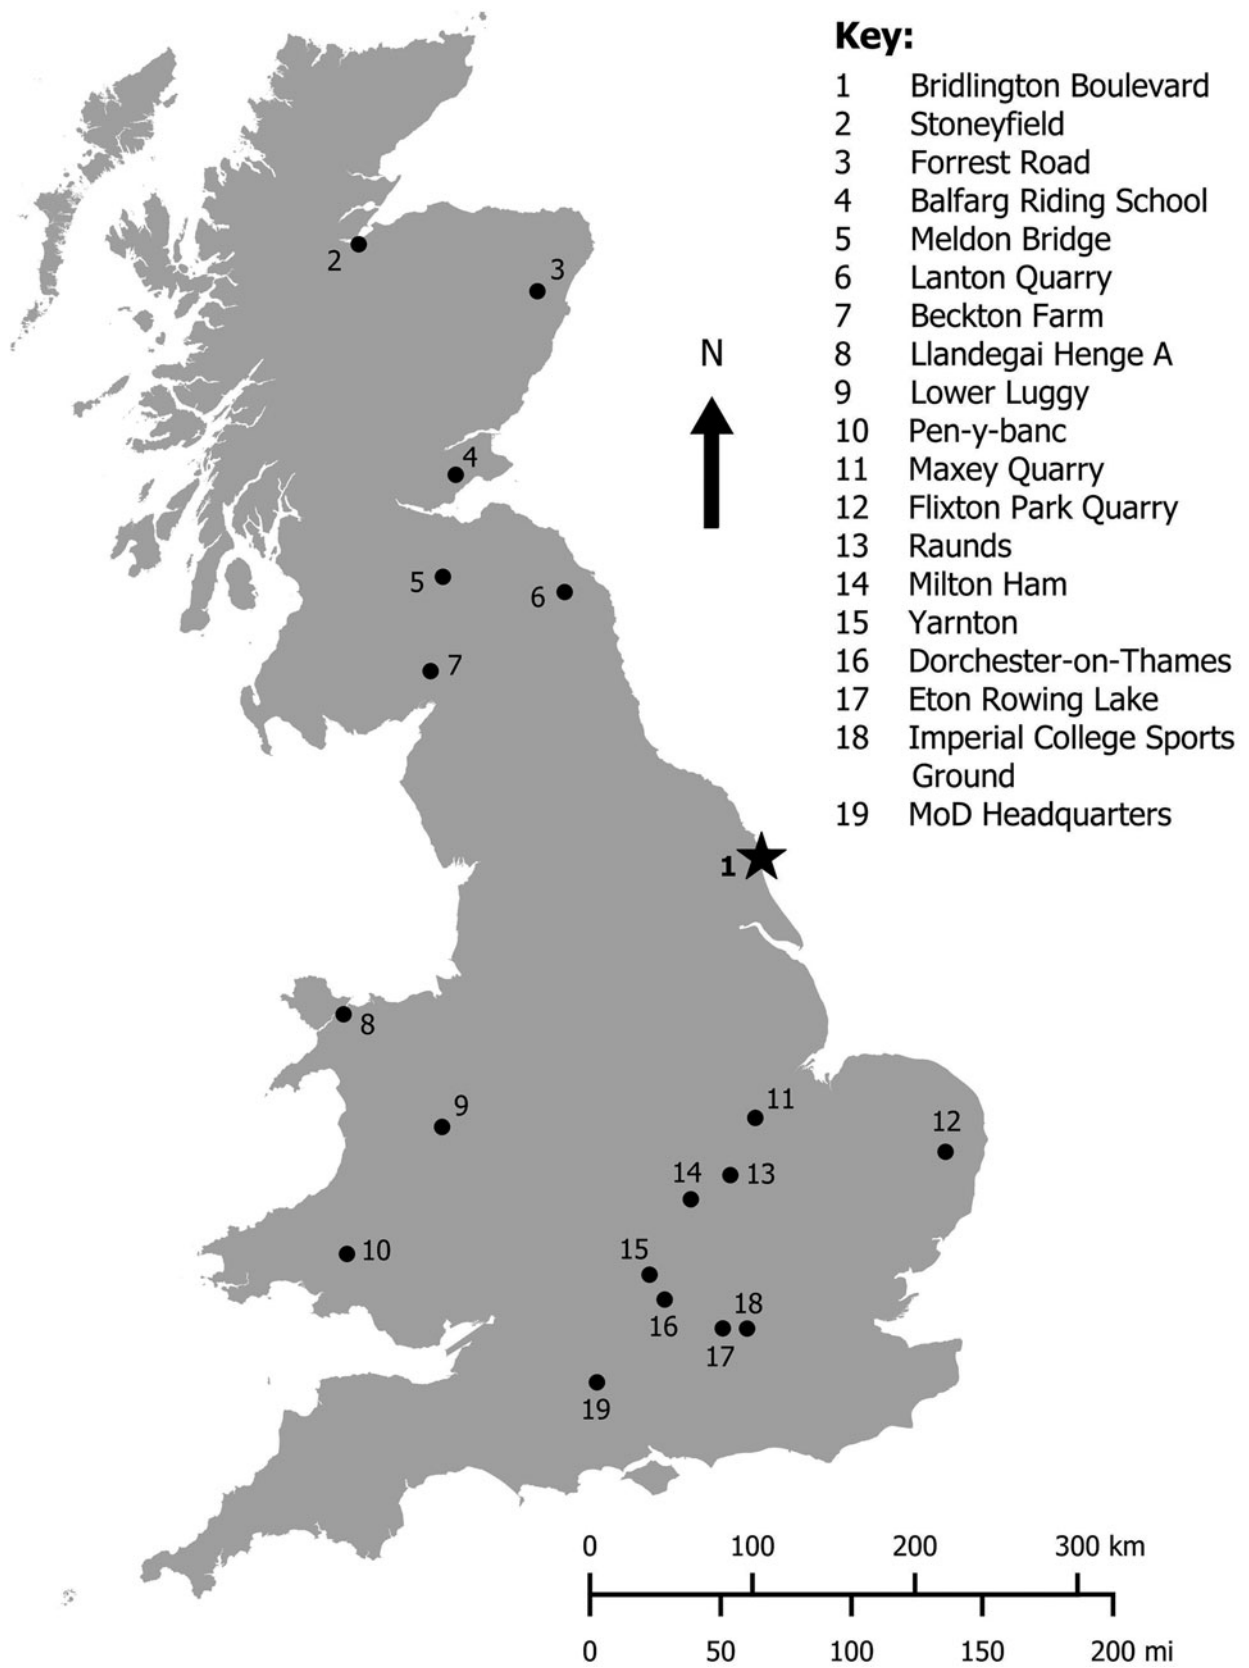 Key:
1 Bridlington Boulevard
2 Stoneyfield
3 Forrest Road
4 Balfarg Riding School
5 Meldon Bridge
6 Lanton Quarry
7 Beckton Farm
8 Llandegai Henge A
9 Lower Luggy
10 Pen-y-banc
11 Maxey Quarry
12 Flixton Park Quarry
13 Raunds
14 Milton Ham
15 Yarnton
16 Dorchester-on-Thames
17 Eton Rowing Lake
18 Imperial College Sports
Ground
19 MoD Headquarters
N
2
3
4
5
6
7
1
8
9
10
11
12
13
14
15
16
17
18
19
0 100 200 300 km
0 50 100 150 200 mi